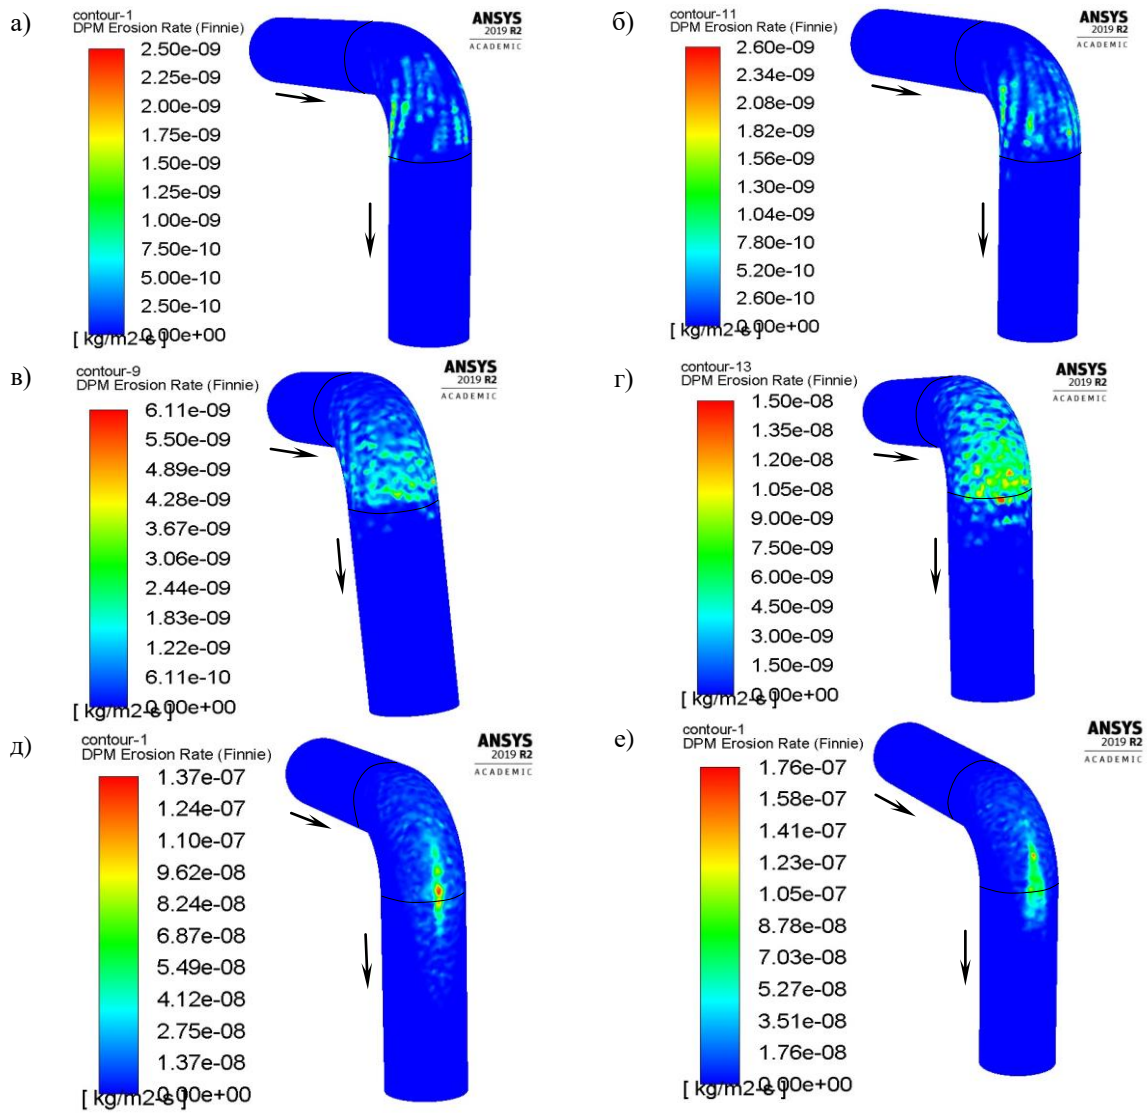 а)
contour-1
DPM Erosion Rate (Finnie)
ANSYS
2019 R2
ACADEMIC
2.50e-09
2.25e-09
2.00e-09
1.75e-09
1.50e-09
1.25e-09
1.00e-09
7.50e-10
5.00e-10
2.50e-10
0.00e+00
[ kg/m2-s ]
б)
contour-11
DPM Erosion Rate (Finnie)
ANSYS
2019 R2
ACADEMIC
2.60e-09
2.34e-09
2.08e-09
1.82e-09
1.56e-09
1.30e-09
1.04e-09
7.80e-10
5.20e-10
2.60e-10
0.00e+00
[ kg/m2-s ]
в)
contour-9
DPM Erosion Rate (Finnie)
ANSYS
2019 R2
ACADEMIC
6.11e-09
5.50e-09
4.89e-09
4.28e-09
3.67e-09
3.06e-09
2.44e-09
1.83e-09
1.22e-09
6.11e-10
0.00e+00
[ kg/m2-s ]
г)
contour-13
DPM Erosion Rate (Finnie)
ANSYS
2019 R2
ACADEMIC
1.50e-08
1.35e-08
1.20e-08
1.05e-08
9.00e-09
7.50e-09
6.00e-09
4.50e-09
3.00e-09
1.50e-09
0.00e+00
[ kg/m2-s ]
д)
contour-1
DPM Erosion Rate (Finnie)
ANSYS
2019 R2
ACADEMIC
1.37e-07
1.24e-07
1.10e-07
9.62e-08
8.24e-08
6.87e-08
5.49e-08
4.12e-08
2.75e-08
1.37e-08
0.00e+00
[ kg/m2-s ]
е)
contour-1
DPM Erosion Rate (Finnie)
ANSYS
2019 R2
ACADEMIC
1.76e-07
1.58e-07
1.41e-07
1.23e-07
1.05e-07
8.78e-08
7.03e-08
5.27e-08
3.51e-08
1.76e-08
0.00e+00
[ kg/m2-s ]